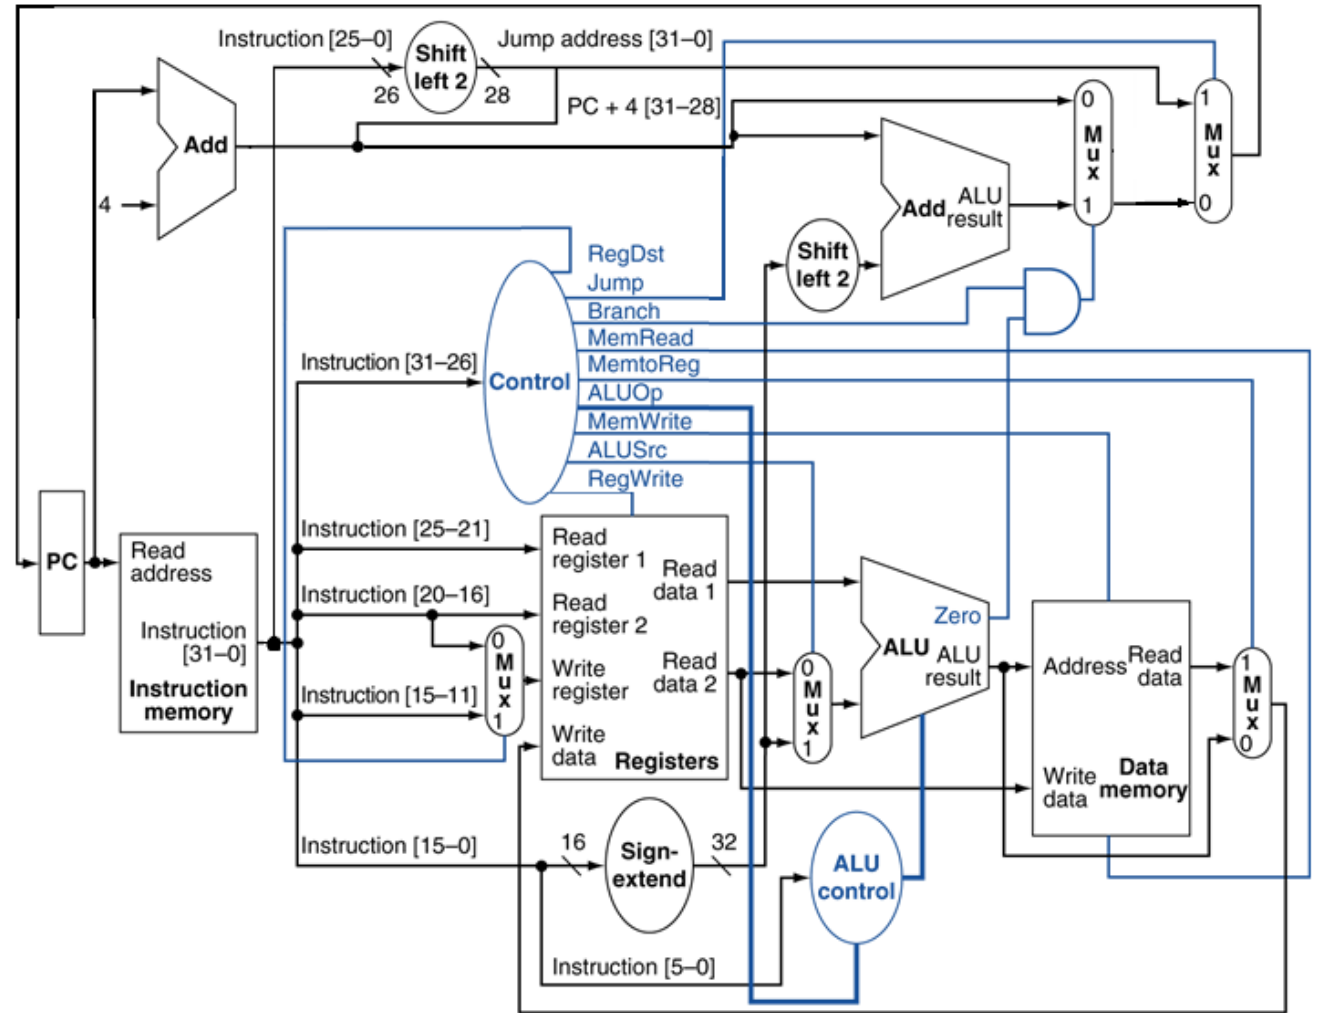 Instruction [25–0]
Shift
left 2
Jump address [31–0]
26
28
PC + 4 [31–28]
Add
4
0
M
u
x
1
1
M
u
x
0
Add
ALU
result
Shift
left 2
RegDst
Jump
Branch
MemRead
MemtoReg
ALUOp
MemWrite
ALUSrc
RegWrite
Instruction [31–26]
Control
PC
Read
address
Instruction
[31–0]
Instruction
memory
Instruction [25–21]
Instruction [20–16]
Instruction [15–11]
0
M
u
x
1
Read
register 1
Read
register 2
Write
register
Write
data
Read
data 1
Read
data 2
Registers
0
M
u
x
1
Zero
ALU
ALU
result
Address
Read
data
Write
data
Data
memory
1
M
u
x
0
Instruction [15–0]
16
Sign-
extend
32
ALU
control
Instruction [5–0]